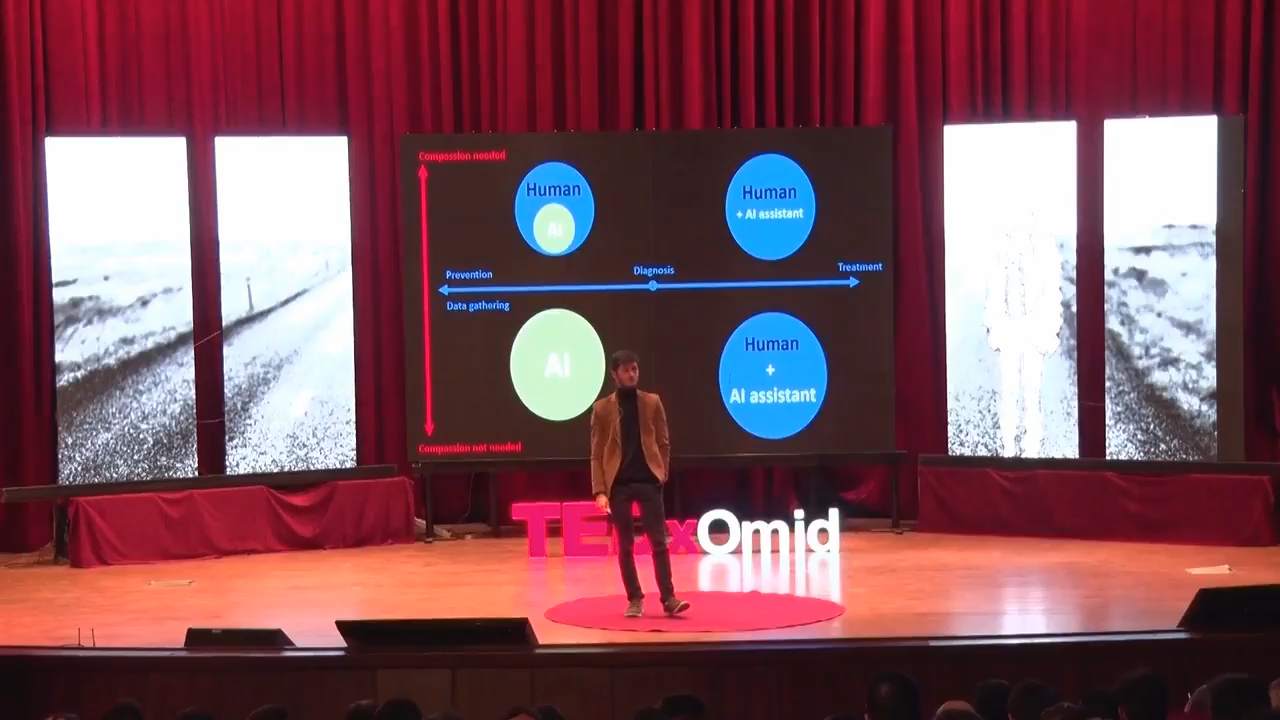 Compassion needed
Human
AI
Human
+ AI assistant
Prevention
Diagnosis
Treatment
Data gathering
AI
Human
+
AI assistant
Compassion not needed
TEDxOmid